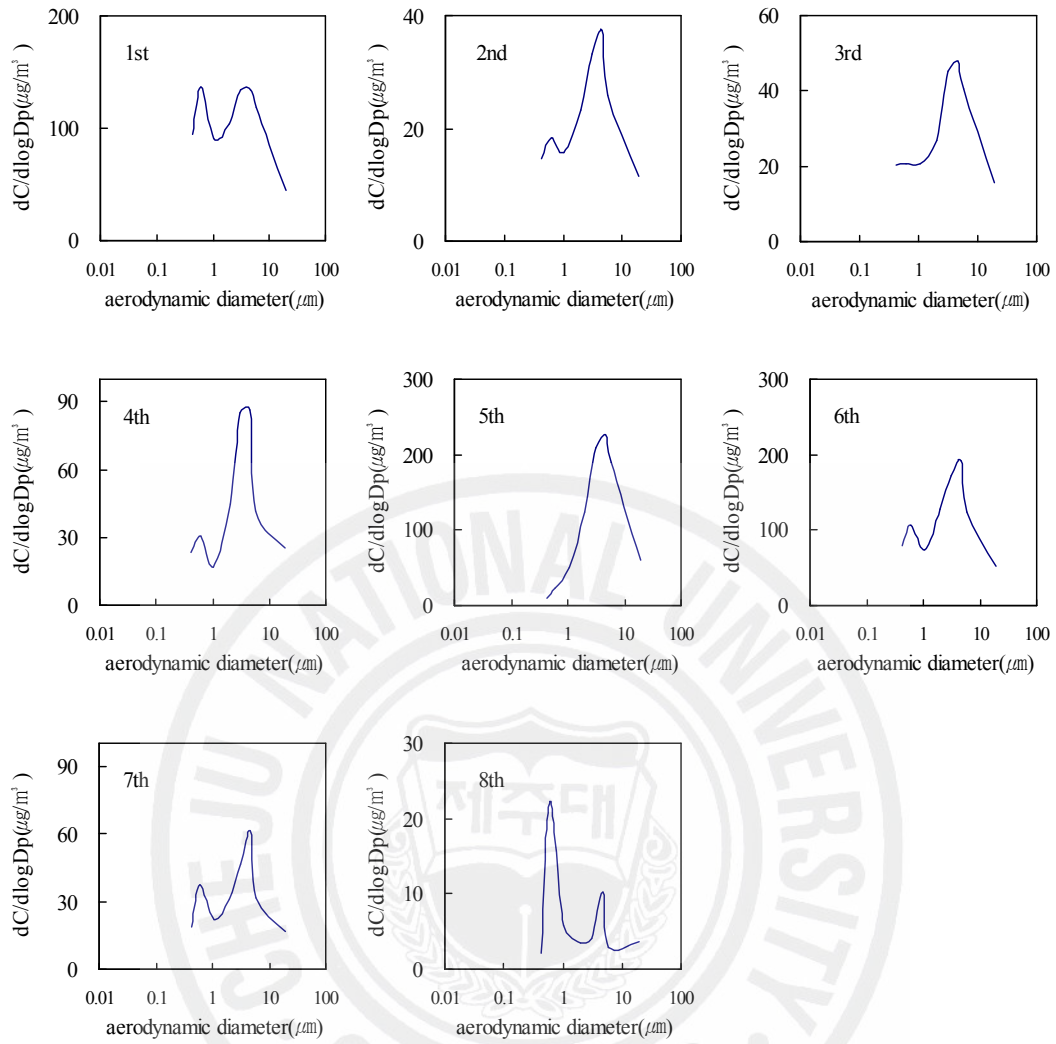 200
100
0
dC/dlogDp(㎍/㎥)
1st
0.01 0.1 1 10 100
aerodynamic diameter(㎛)
40
20
0
dC/dlogDp(㎍/㎥)
2nd
0.01 0.1 1 10 100
aerodynamic diameter(㎛)
60
40
20
0
dC/dlogDp(㎍/㎥)
3rd
0.01 0.1 1 10 100
aerodynamic diameter(㎛)
90
60
30
0
dC/dlogDp(㎍/㎥)
4th
0.01 0.1 1 10 100
aerodynamic diameter(㎛)
300
200
100
0
dC/dlogDp(㎍/㎥)
5th
0.01 0.1 1 10 100
aerodynamic diameter(㎛)
300
200
100
0
dC/dlogDp(㎍/㎥)
6th
0.01 0.1 1 10 100
aerodynamic diameter(㎛)
90
60
30
0
dC/dlogDp(㎍/㎥)
7th
0.01 0.1 1 10 100
aerodynamic diameter(㎛)
30
20
10
0
dC/dlogDp(㎍/㎥)
8th
0.01 0.1 1 10 100
aerodynamic diameter(㎛)
CHEJU NATIONAL UNIVERSITY
제주대